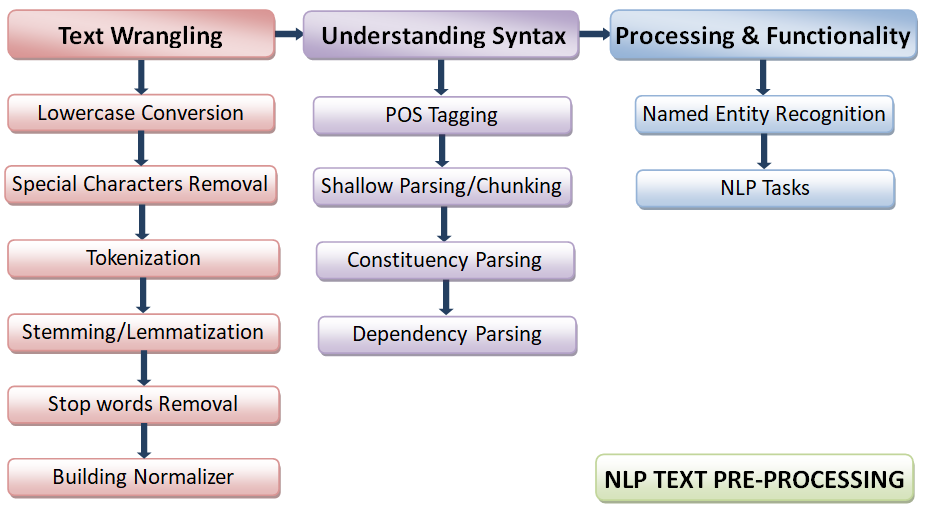 Text Wrangling
Understanding Syntax
Processing & Functionality
Lowercase Conversion
Special Characters Removal
Tokenization
Stemming/Lemmatization
Stop words Removal
Building Normalizer
POS Tagging
Shallow Parsing/Chunking
Constituency Parsing
Dependency Parsing
Named Entity Recognition
NLP Tasks
NLP TEXT PRE-PROCESSING